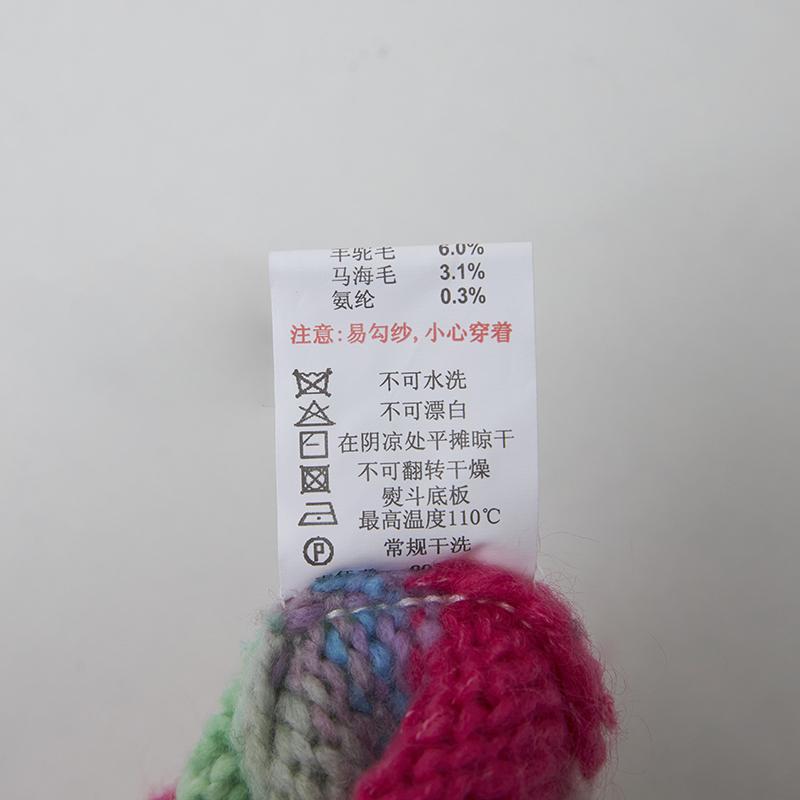 羊驼毛 6.0%
马海毛 3.1%
氨纶 0.3%
注意:易勾纱,小心穿着
不可水洗
不可漂白
在阴凉处平摊晾干
不可翻转干燥
熨斗底板
最高温度110℃
P 常规干洗